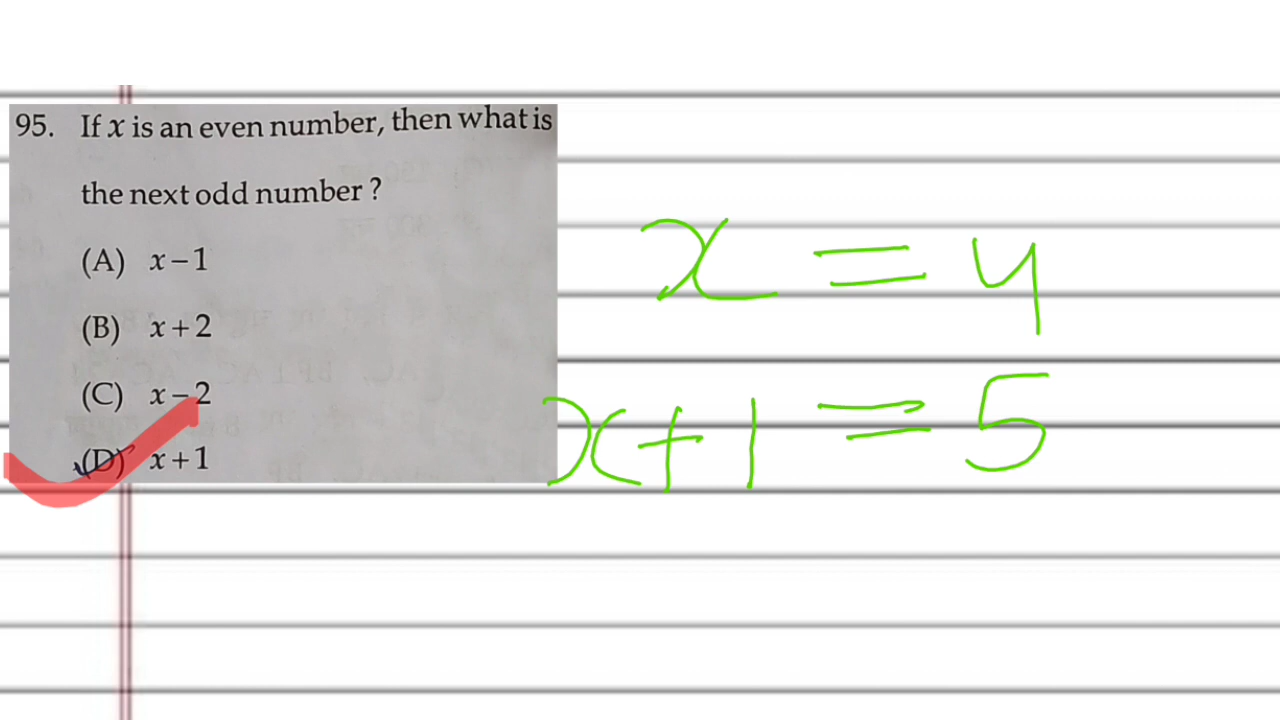 95. If x is an even number, then what is
the next odd number ?
(A) x−1
(B) x+2
(C) x−2
(D) x+1
x = 4
x+1 = 5